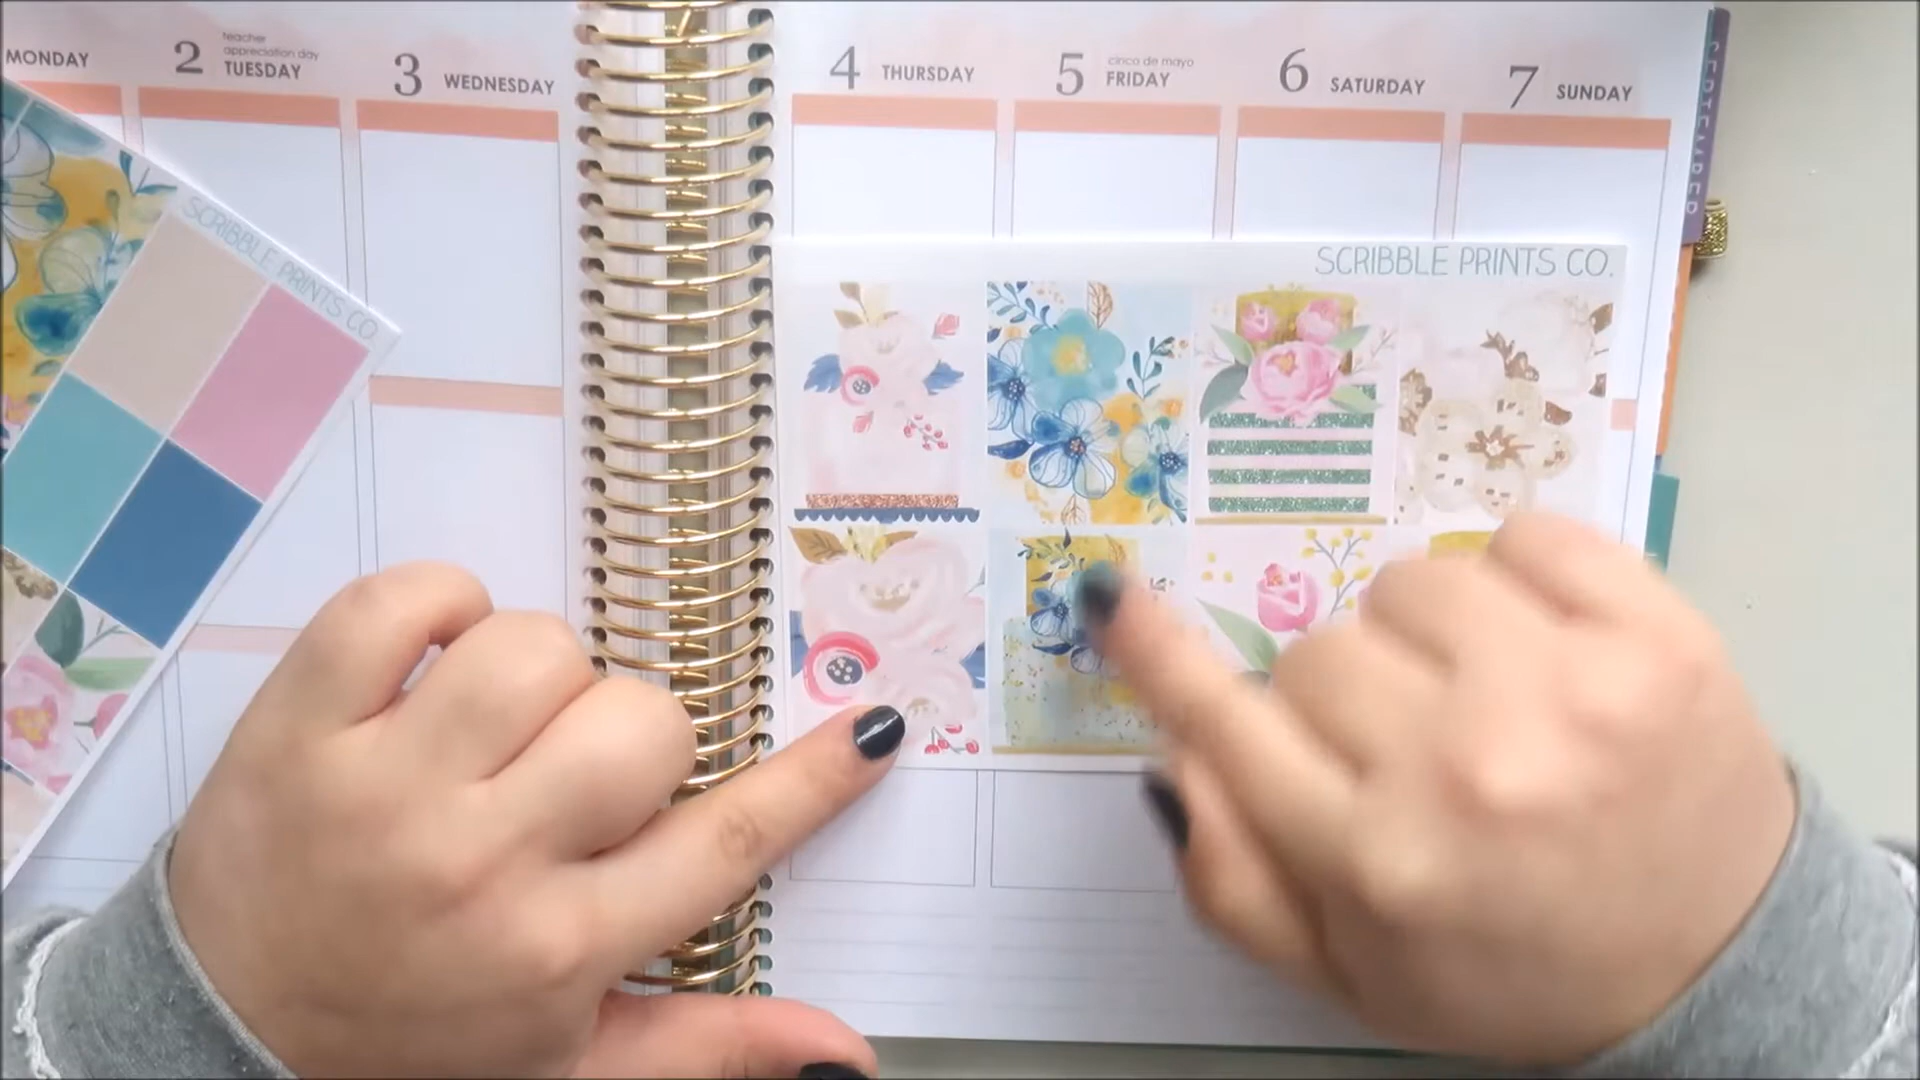 MONDAY
2 teacher
appreciation day
TUESDAY
3 WEDNESDAY
4 THURSDAY
5 cinco de mayo
FRIDAY
6 SATURDAY
7 SUNDAY
SEPTEMBER
SCRIBBLE PRINTS CO.
SCRIBBLE PRINTS CO.